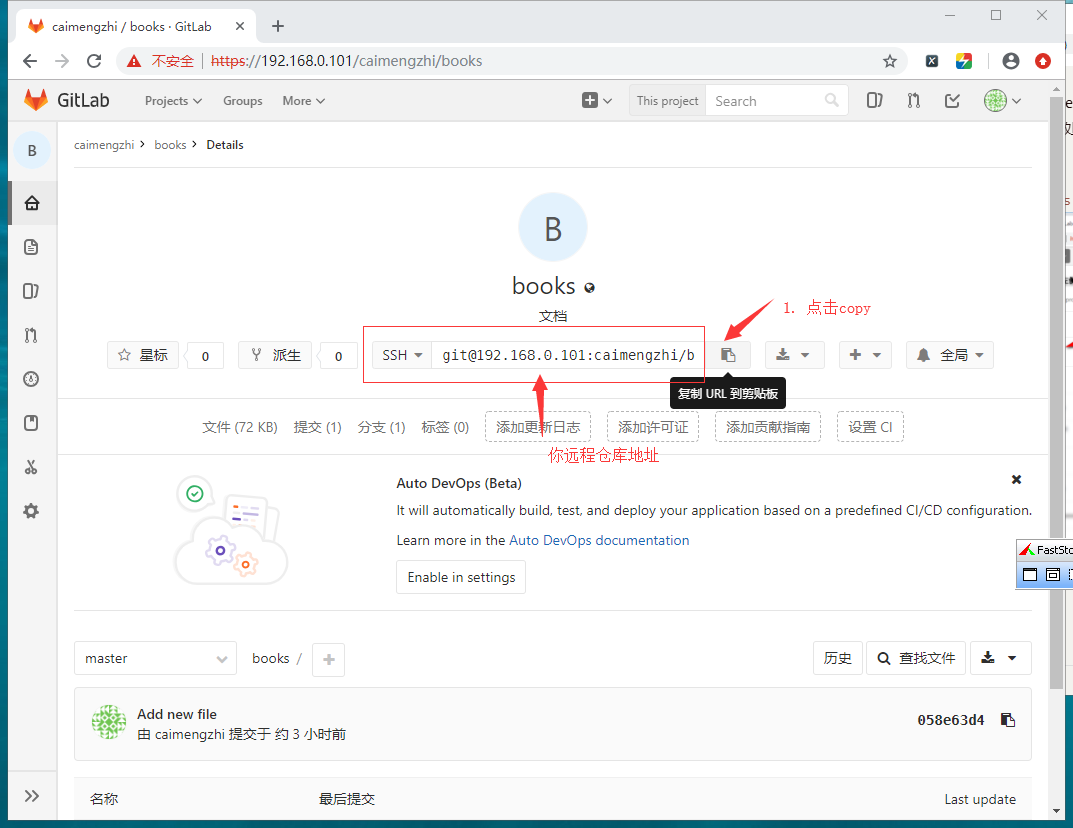 caimengzhi / books · GitLab
不安全 | https://192.168.0.101/caimengzhi/books
GitLab Projects Groups More This project Search
B caimengzhi > books > Details
B
books
文档
1. 点击copy
星标 0 派生 0 SSH git@192.168.0.101:caimengzhi/b 全局
复制 URL 到剪贴板
文件 (72 KB) 提交 (1) 分支 (1) 标签 (0) 添加更新日志 添加许可证 添加贡献指南 设置 CI
你远程仓库地址
Auto DevOps (Beta)
It will automatically build, test, and deploy your application based on a predefined CI/CD configuration.
Learn more in the Auto DevOps documentation
FastSto
Enable in settings
master books / 历史 查找文件
Add new file 058e63d4
由 caimengzhi 提交于 约 3 小时前
名称 最后提交 Last update